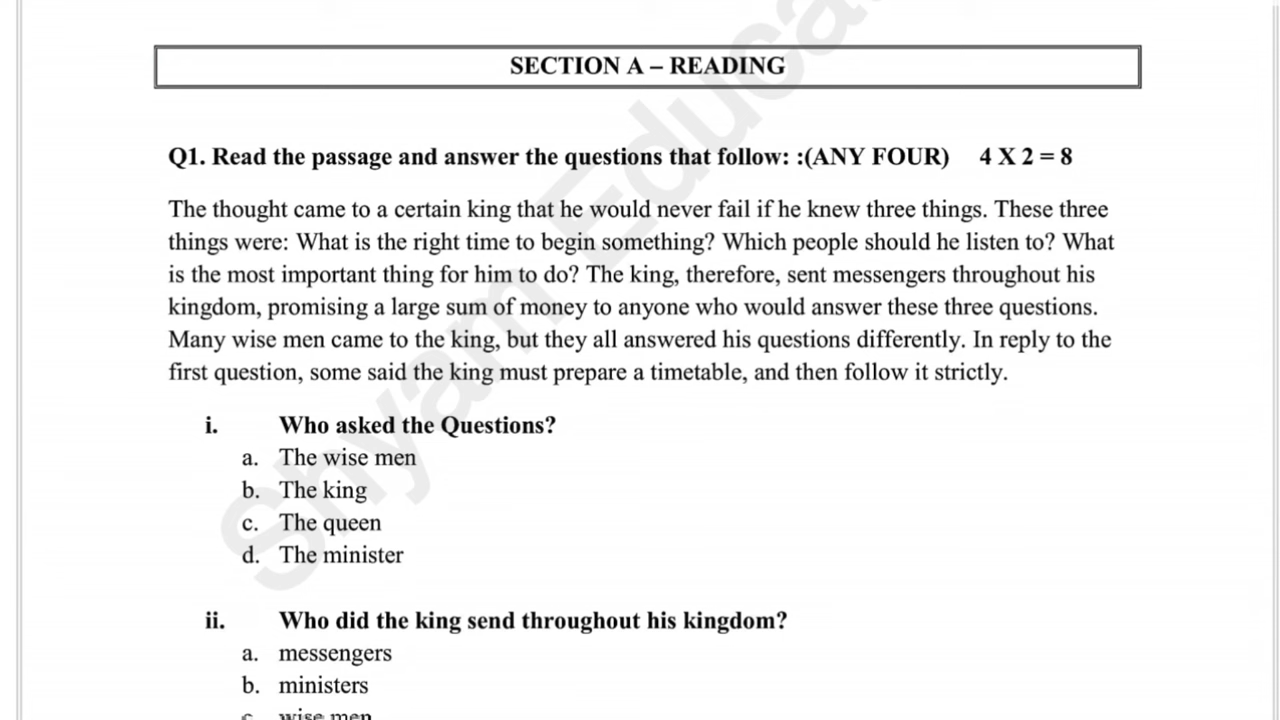 SECTION A – READING
Q1. Read the passage and answer the questions that follow: :(ANY FOUR) 4 X 2 = 8
The thought came to a certain king that he would never fail if he knew three things. These three
things were: What is the right time to begin something? Which people should he listen to? What
is the most important thing for him to do? The king, therefore, sent messengers throughout his
kingdom, promising a large sum of money to anyone who would answer these three questions.
Many wise men came to the king, but they all answered his questions differently. In reply to the
first question, some said the king must prepare a timetable, and then follow it strictly.
i. Who asked the Questions?
a. The wise men
b. The king
c. The queen
d. The minister
ii. Who did the king send throughout his kingdom?
a. messengers
b. ministers
c. wise men
Shyam Educa